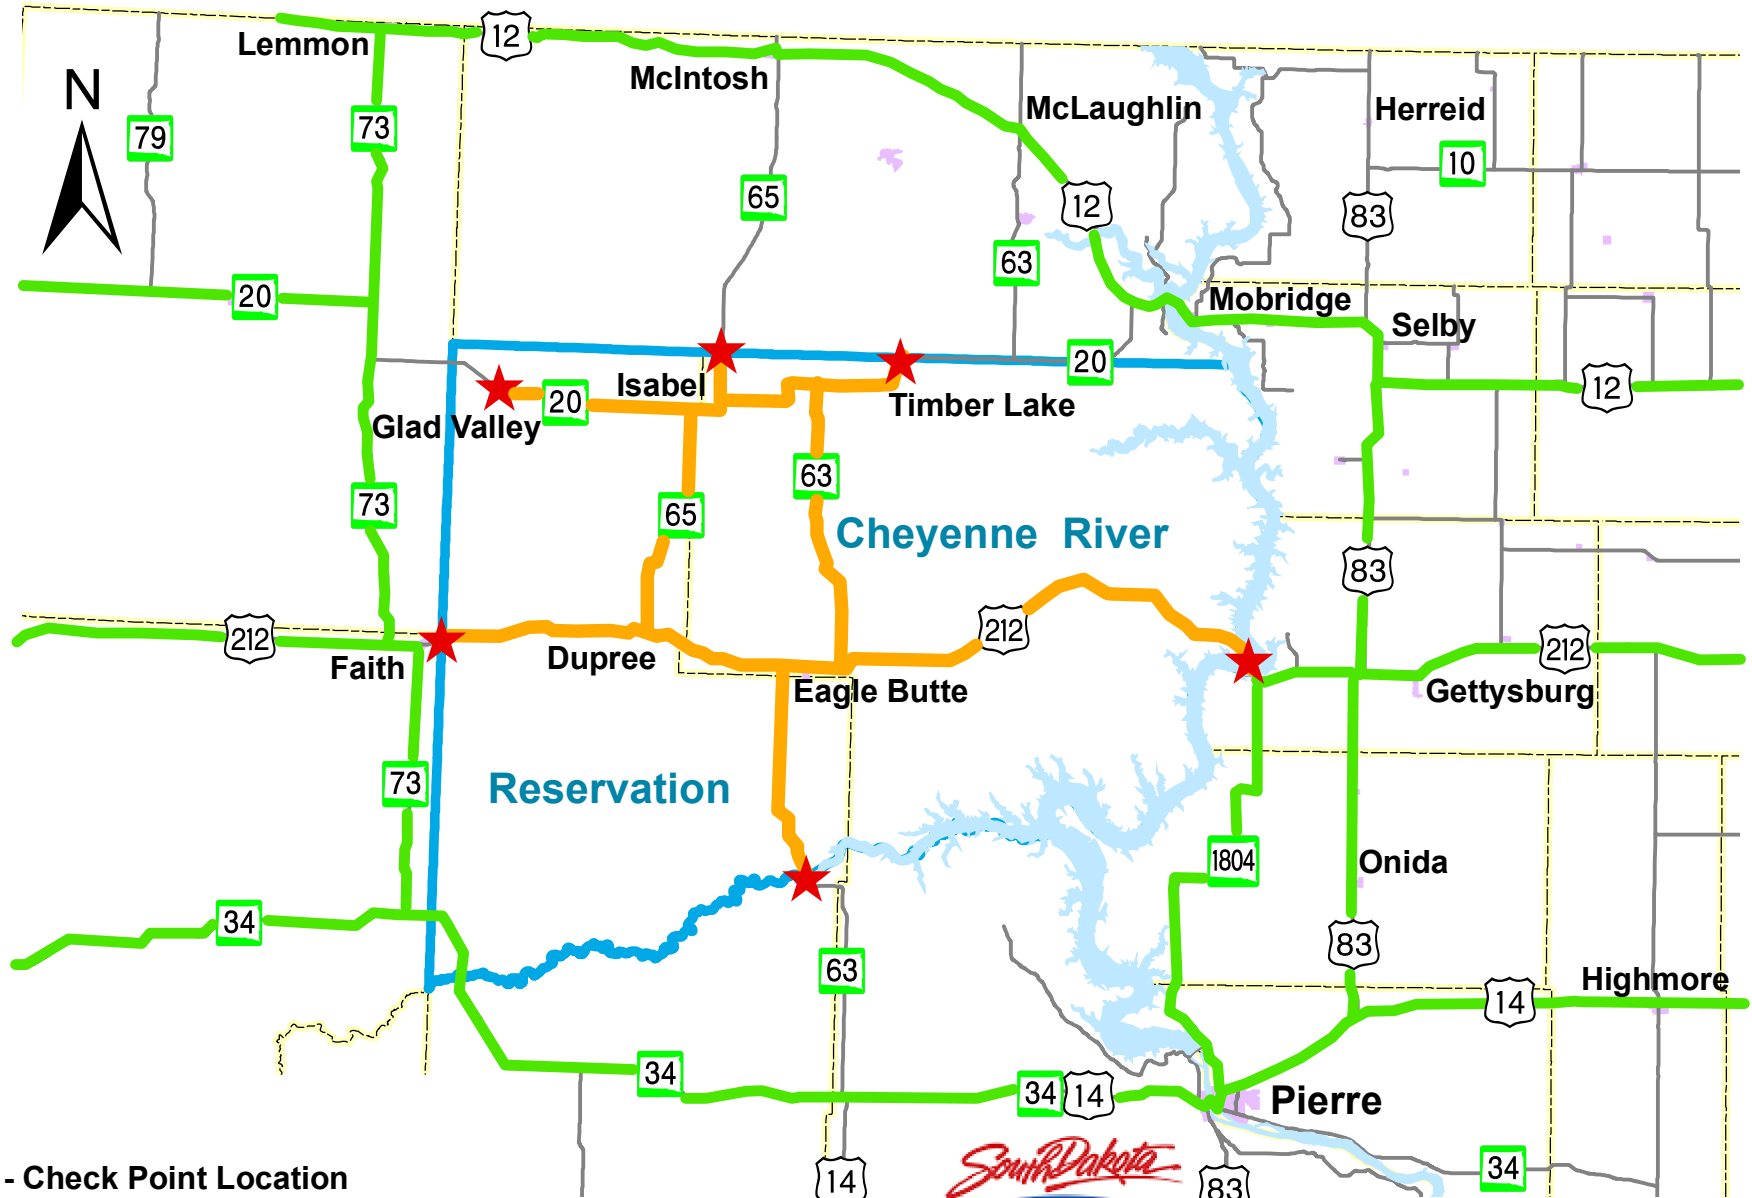 12
Lemmon
McIntosh
N
McLaughlin
Herreid
79
73
10
65
12
83
63
20
Mobridge
Selby
20
Isabel
12
20
Timber Lake
Glad Valley
63
73
65
Cheyenne River
83
212
212
212
Faith
Dupree
Eagle Butte
Gettysburg
Reservation
73
1804
Onida
34
83
63
Highmore
14
34
34
14
Pierre
South Dakota
34
- Check Point Location
14
83